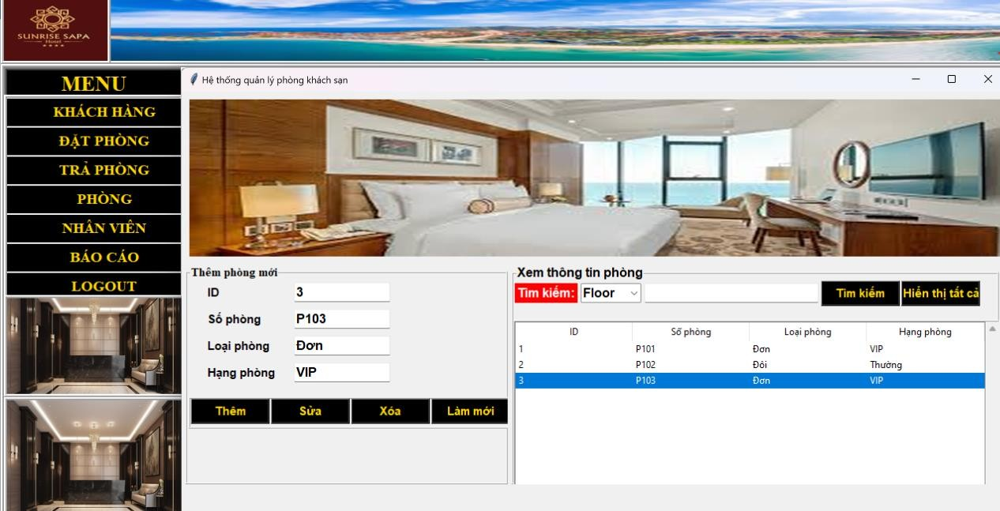 SUNRISE SAPA
Hotel
MENU
KHÁCH HÀNG
ĐẶT PHÒNG
TRẢ PHÒNG
PHÒNG
NHÂN VIÊN
BÁO CÁO
LOGOUT
Hệ thống quản lý phòng khách sạn
Thêm phòng mới
ID 3
Số phòng P103
Loại phòng Đơn
Hạng phòng VIP
Thêm Sửa Xóa Làm mới
Xem thông tin phòng
Tìm kiếm: Floor Tìm kiếm Hiển thị tất cả
ID Số phòng Loại phòng Hạng phòng
1 P101 Đơn VIP
2 P102 Đôi Thường
3 P103 Đơn VIP